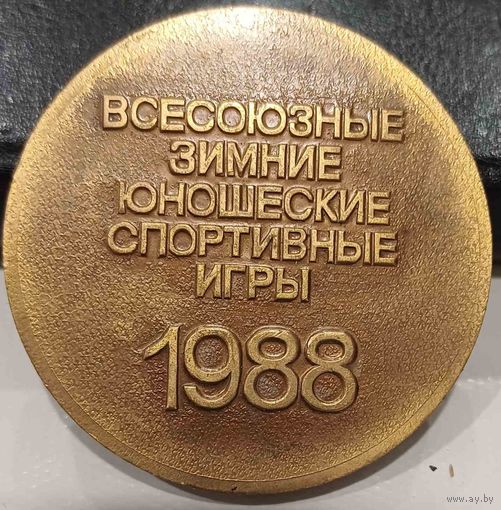 ВСЕСОЮЗНЫЕ
ЗИМНИЕ
ЮНОШЕСКИЕ
СПОРТИВНЫЕ
ИГРЫ
1988
www.ay.by